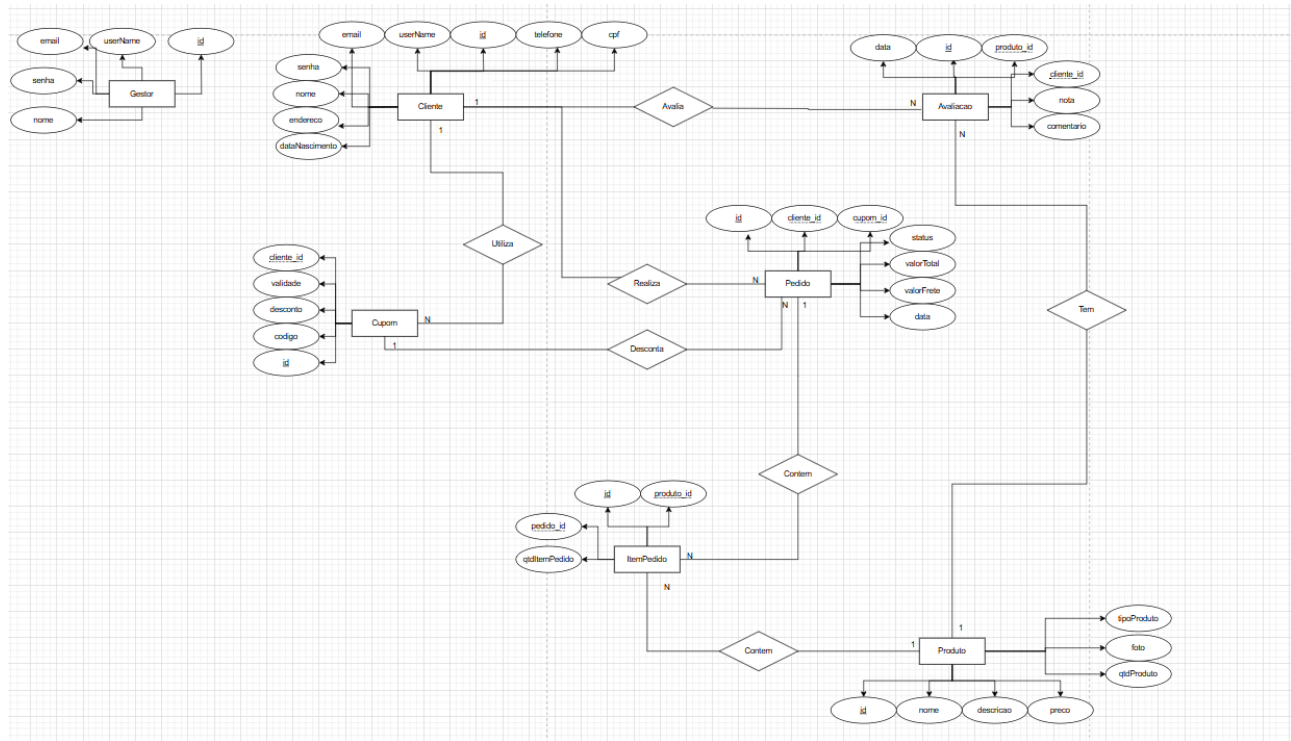 email
userName
id
senha
Gestor
nome
email
userName
id
telefone
cpf
senha
nome
endereco
dataNascimento
Cliente
1
1
Avalia
N
data
id
produto_id
cliente_id
nota
comentario
Avaliacao
N
Utiliza
id
cliente_id
cupom_id
status
valorTotal
valorFrete
data
Realiza
N
Pedido
N
1
cliente_id
validade
desconto
codigo
id
Cupom
N
1
Desconta
Tem
Contem
id
produto_id
pedido_id
qtdItemPedido
ItemPedido
N
N
Contem
1
1
Produto
tipoProduto
foto
qtdProduto
id
nome
descricao
preco